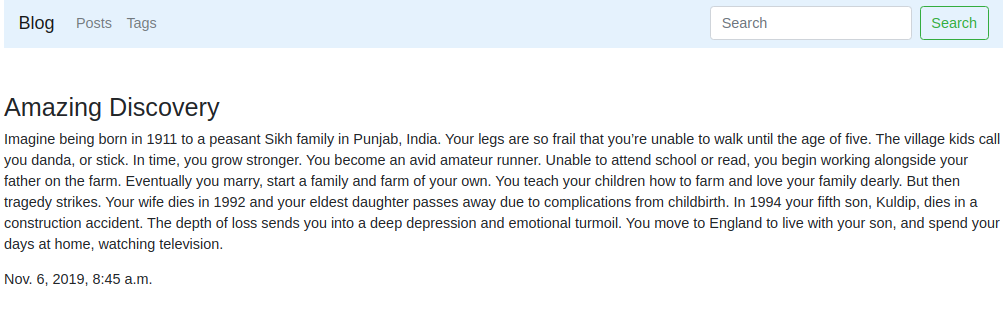 Blog Posts Tags Search Search
Amazing Discovery
Imagine being born in 1911 to a peasant Sikh family in Punjab, India. Your legs are so frail that you’re unable to walk until the age of five. The village kids call
you danda, or stick. In time, you grow stronger. You become an avid amateur runner. Unable to attend school or read, you begin working alongside your
father on the farm. Eventually you marry, start a family and farm of your own. You teach your children how to farm and love your family dearly. But then
tragedy strikes. Your wife dies in 1992 and your eldest daughter passes away due to complications from childbirth. In 1994 your fifth son, Kuldip, dies in a
construction accident. The depth of loss sends you into a deep depression and emotional turmoil. You move to England to live with your son, and spend your
days at home, watching television.
Nov. 6, 2019, 8:45 a.m.